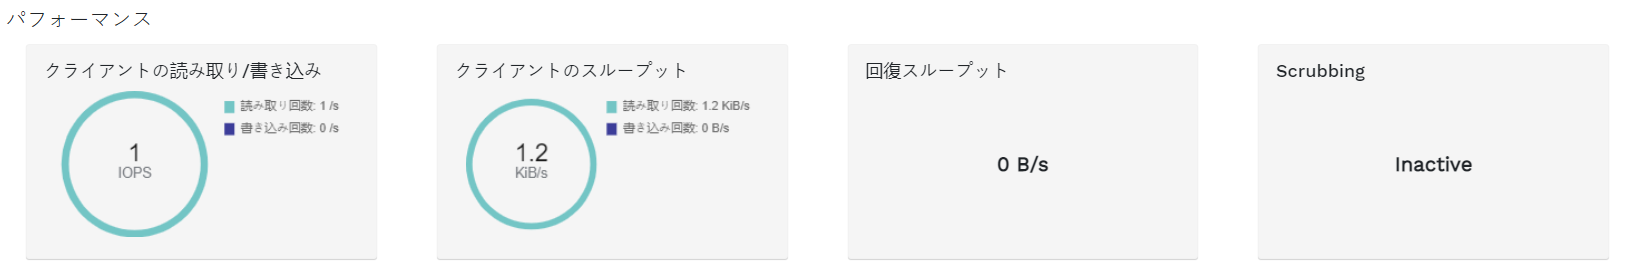 パフォーマンス
クライアントの読み取り/書き込み
読み取り回数: 1 /s
書き込み回数: 0 /s
1
IOPS
クライアントのスループット
読み取り回数: 1.2 KiB/s
書き込み回数: 0 B/s
1.2
KiB/s
回復スループット
0 B/s
Scrubbing
Inactive